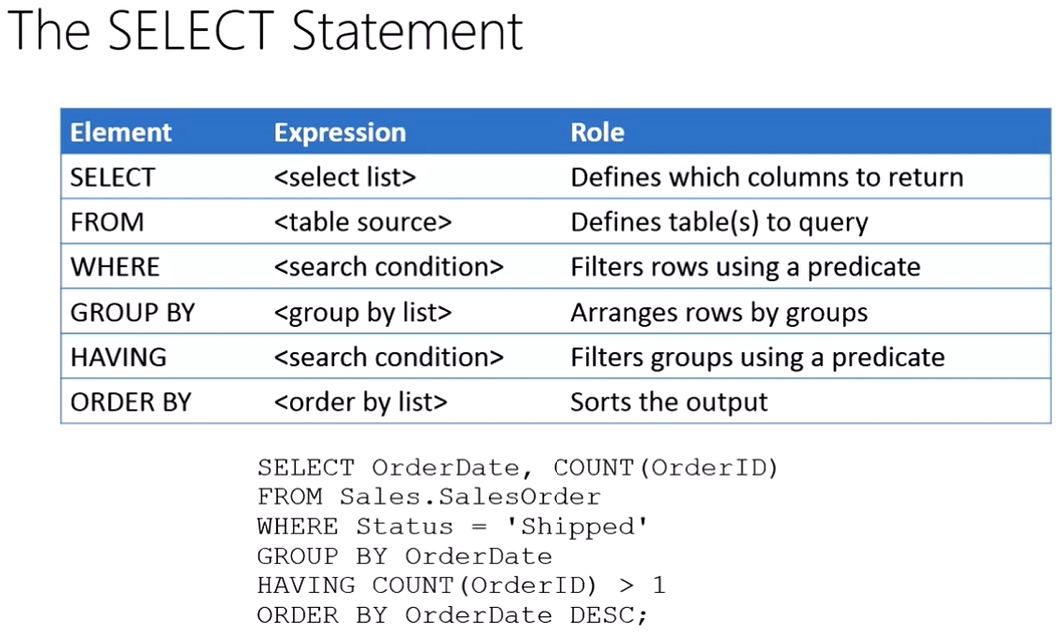 The SELECT Statement
Element Expression Role
SELECT <select list> Defines which columns to return
FROM <table source> Defines table(s) to query
WHERE <search condition> Filters rows using a predicate
GROUP BY <group by list> Arranges rows by groups
HAVING <search condition> Filters groups using a predicate
ORDER BY <order by list> Sorts the output
SELECT OrderDate, COUNT(OrderID)
FROM Sales.SalesOrder
WHERE Status = 'Shipped'
GROUP BY OrderDate
HAVING COUNT(OrderID) > 1
ORDER BY OrderDate DESC;